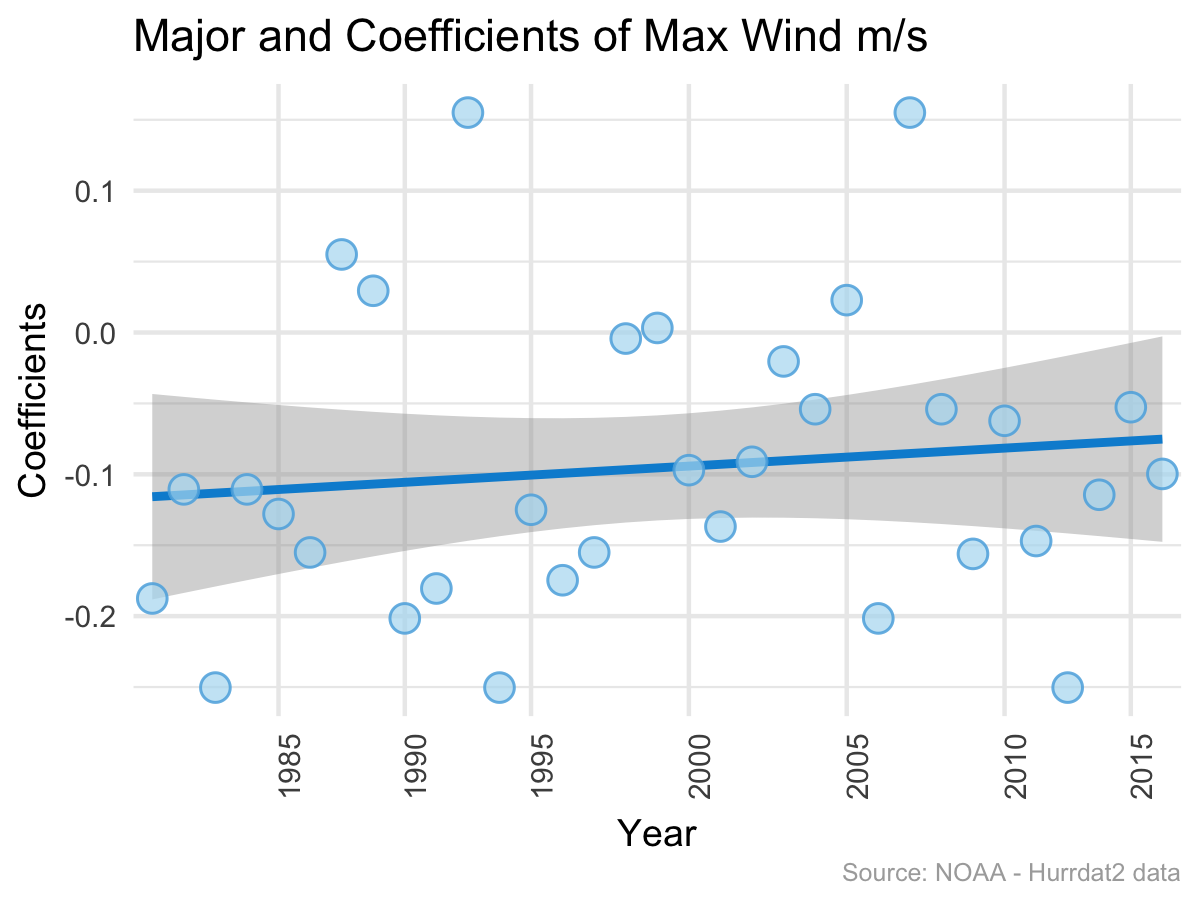 Major and Coefficients of Max Wind m/s
Coefficients
0.1
0.0
-0.1
-0.2
1985
1990
1995
2000
2005
2010
2015
Year
Source: NOAA - Hurrdat2 data